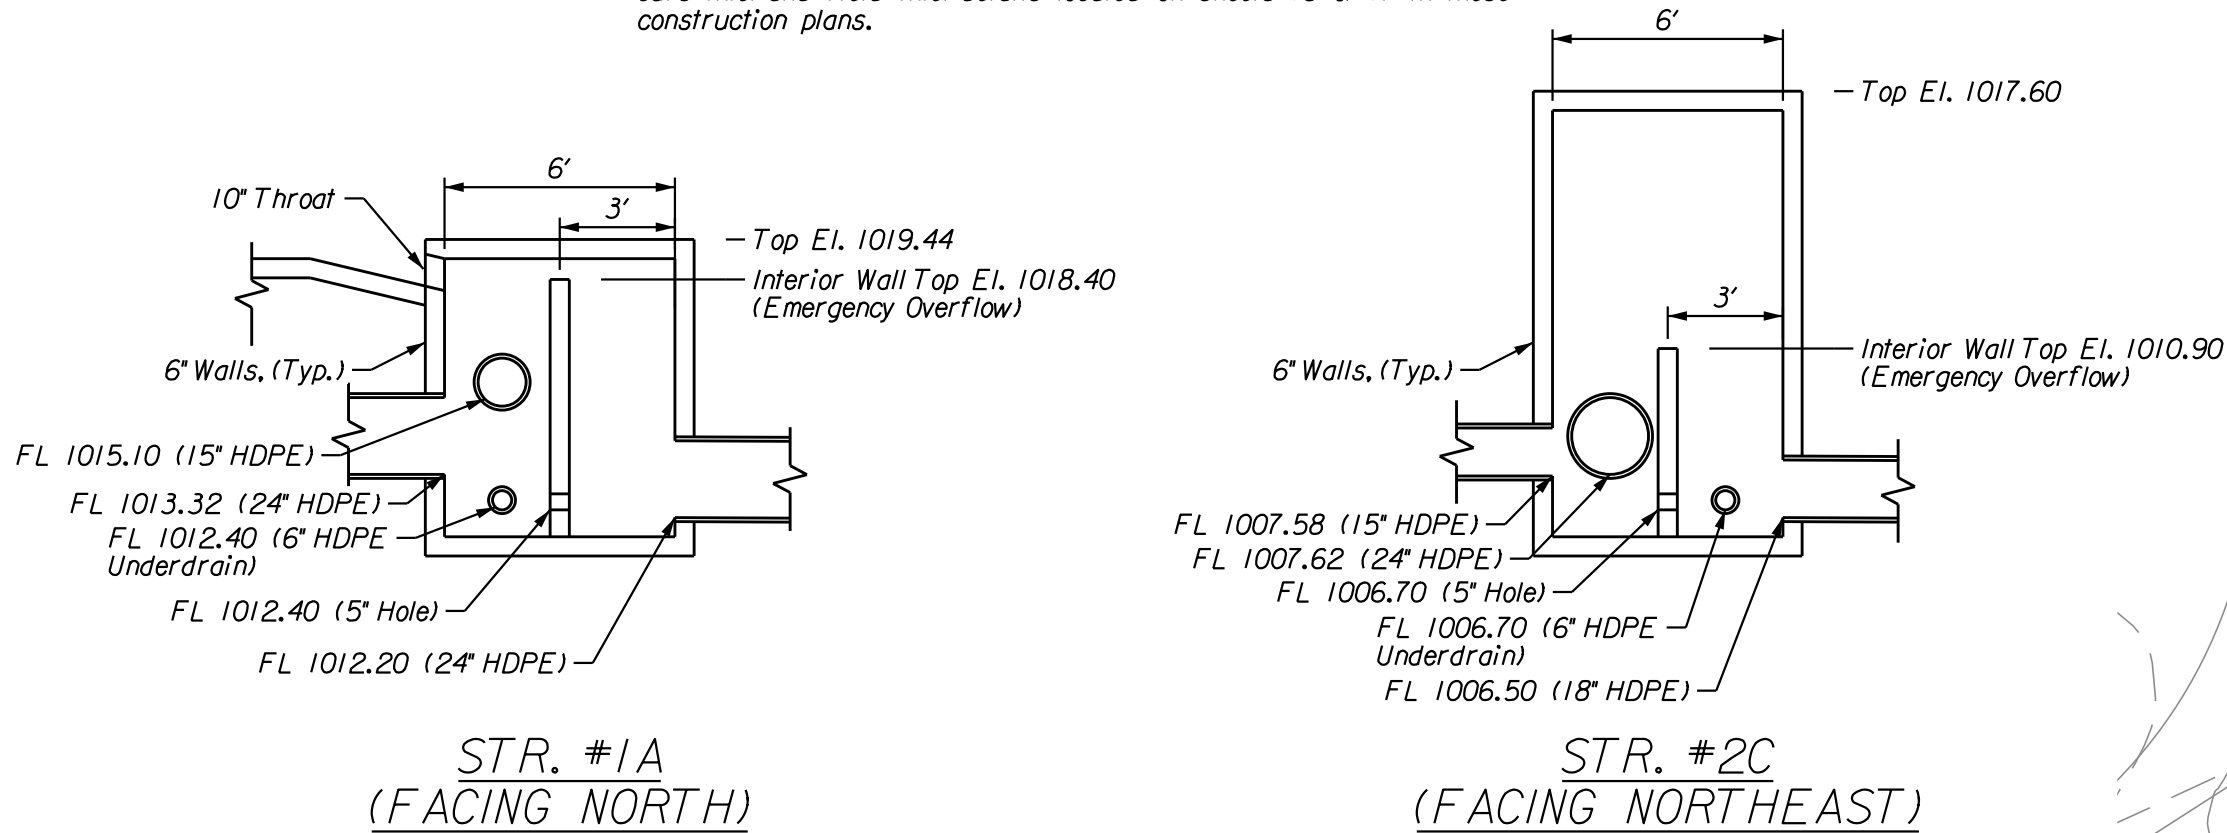 construction plans.
6'
10" Throat
3'
Top El. 1019.44
Interior Wall Top El. 1018.40
(Emergency Overflow)
6" Walls, (Typ.)
FL 1015.10 (15" HDPE)
FL 1013.32 (24" HDPE)
FL 1012.40 (6" HDPE
Underdrain)
FL 1012.40 (5" Hole)
FL 1012.20 (24" HDPE)
STR. #1A
(FACING NORTH)
6'
Top El. 1017.60
3'
Interior Wall Top El. 1010.90
(Emergency Overflow)
6" Walls, (Typ.)
FL 1007.58 (15" HDPE)
FL 1007.62 (24" HDPE)
FL 1006.70 (5" Hole)
FL 1006.70 (6" HDPE
Underdrain)
FL 1006.50 (18" HDPE)
STR. #2C
(FACING NORTHEAST)